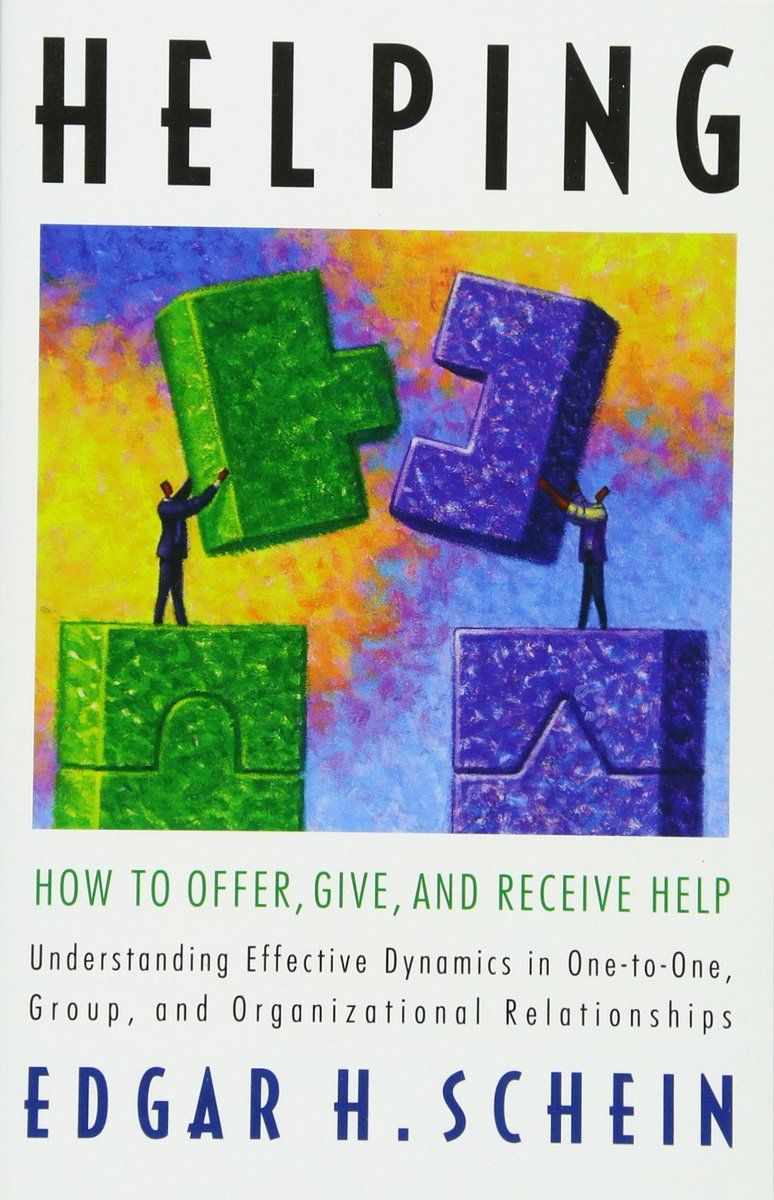 HELPING
HOW TO OFFER, GIVE, AND RECEIVE HELP
Understanding Effective Dynamics in One-to-One,
Group, and Organizational Relationships
EDGAR H. SCHEIN